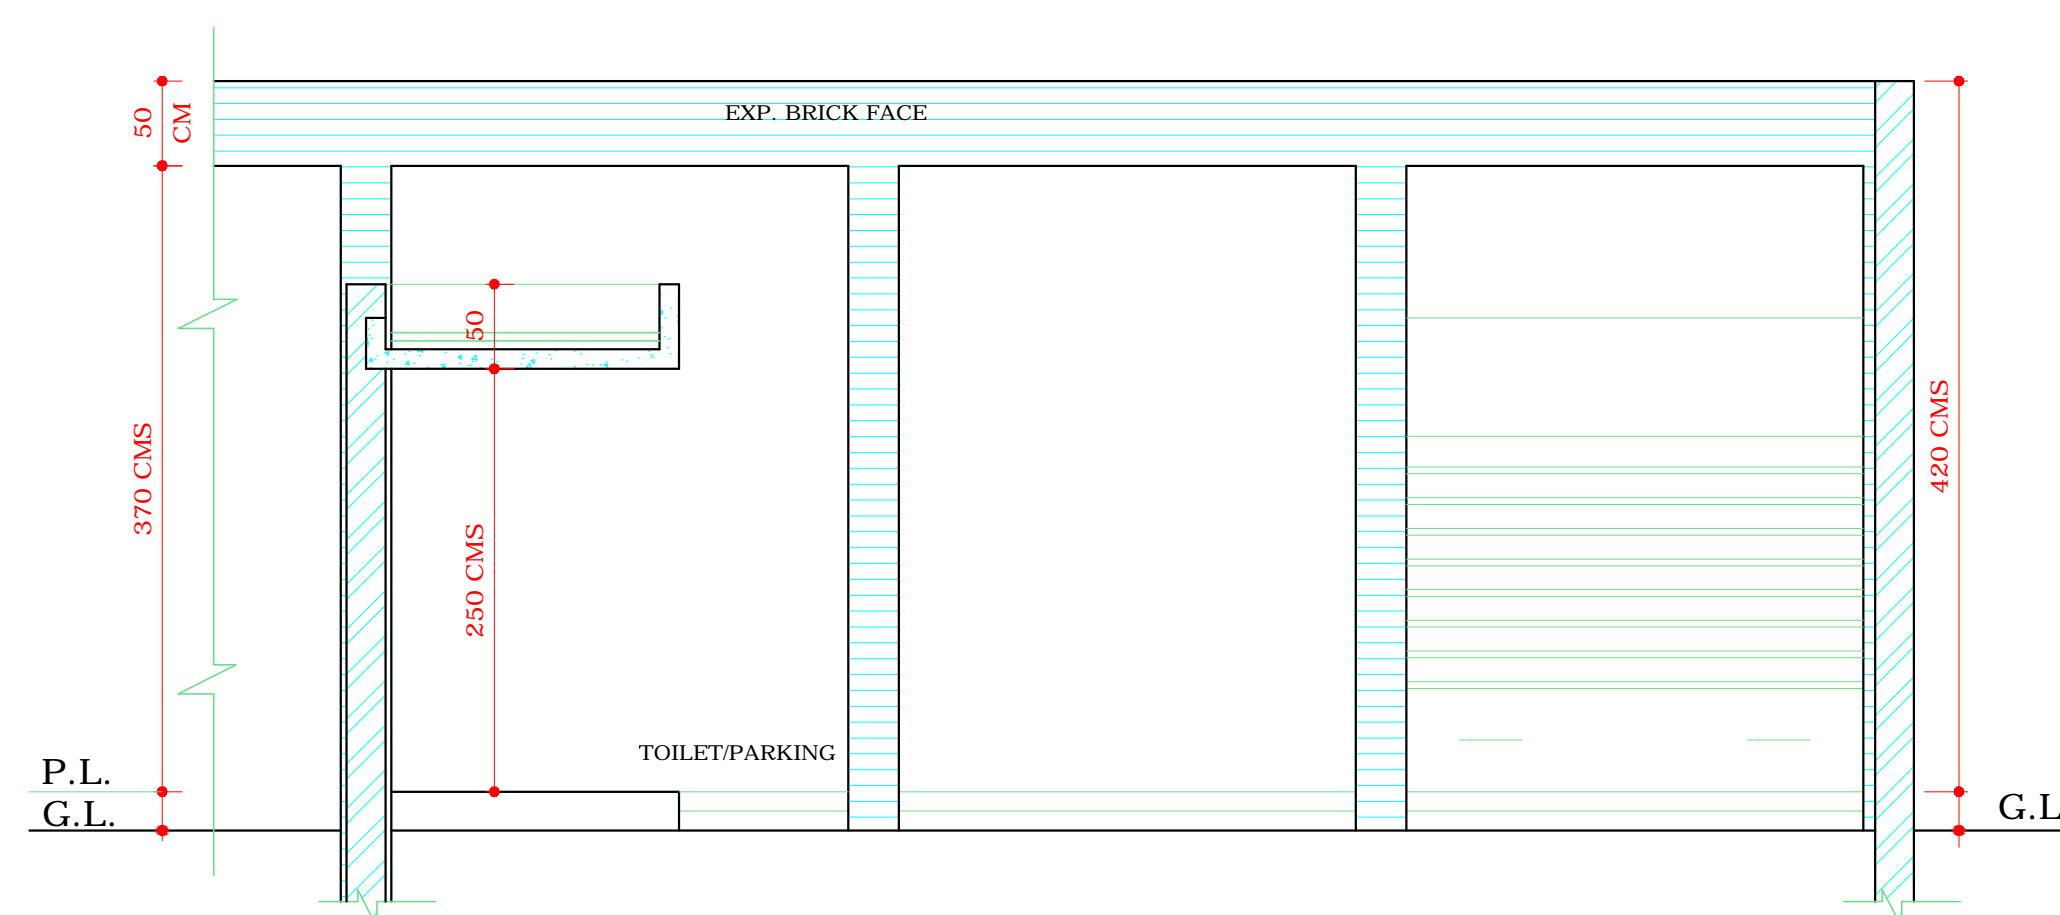 50
CM
EXP. BRICK FACE
50
370 CMS
250 CMS
420 CMS
TOILET/PARKING
P.L.
G.L.
G.L